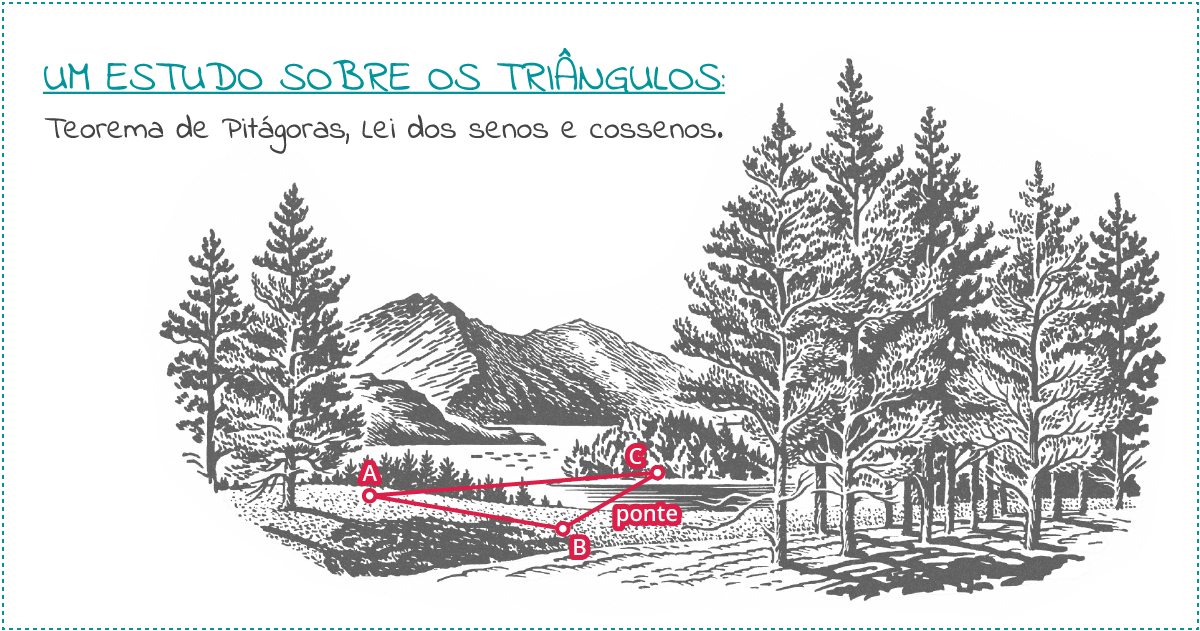 UM ESTUDO SOBRE OS TRIÂNGULOS:
Teorema de Pitágoras, Lei dos senos e cossenos.
A
C
ponte
B